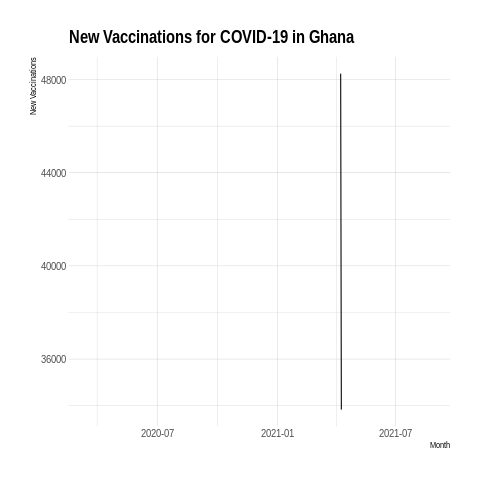 New Vaccinations for COVID-19 in Ghana
New Vaccinations
48000
44000
40000
36000
2020-07
2021-01
2021-07
Month